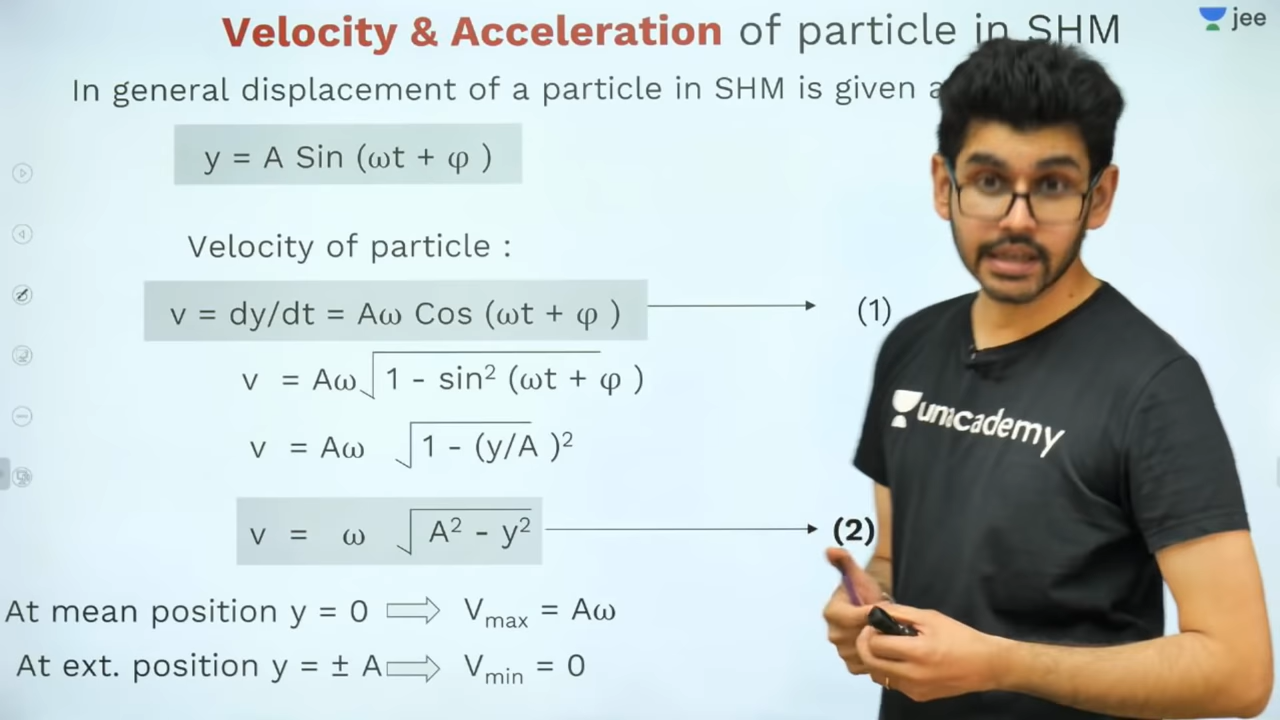 Velocity & Acceleration of particle in SHM
jee
In general displacement of a particle in SHM is given
y = A Sin (ωt + φ )
Velocity of particle :
v = dy/dt = Aω Cos (ωt + φ ) (1)
v = Aω√1 - sin² (ωt + φ )
v = Aω √1 - (y/A )²
unacademy
v = ω √A² - y² (2)
At mean position y = 0 ⇒ Vmax = Aω
At ext. position y = ± A ⇒ Vmin = 0